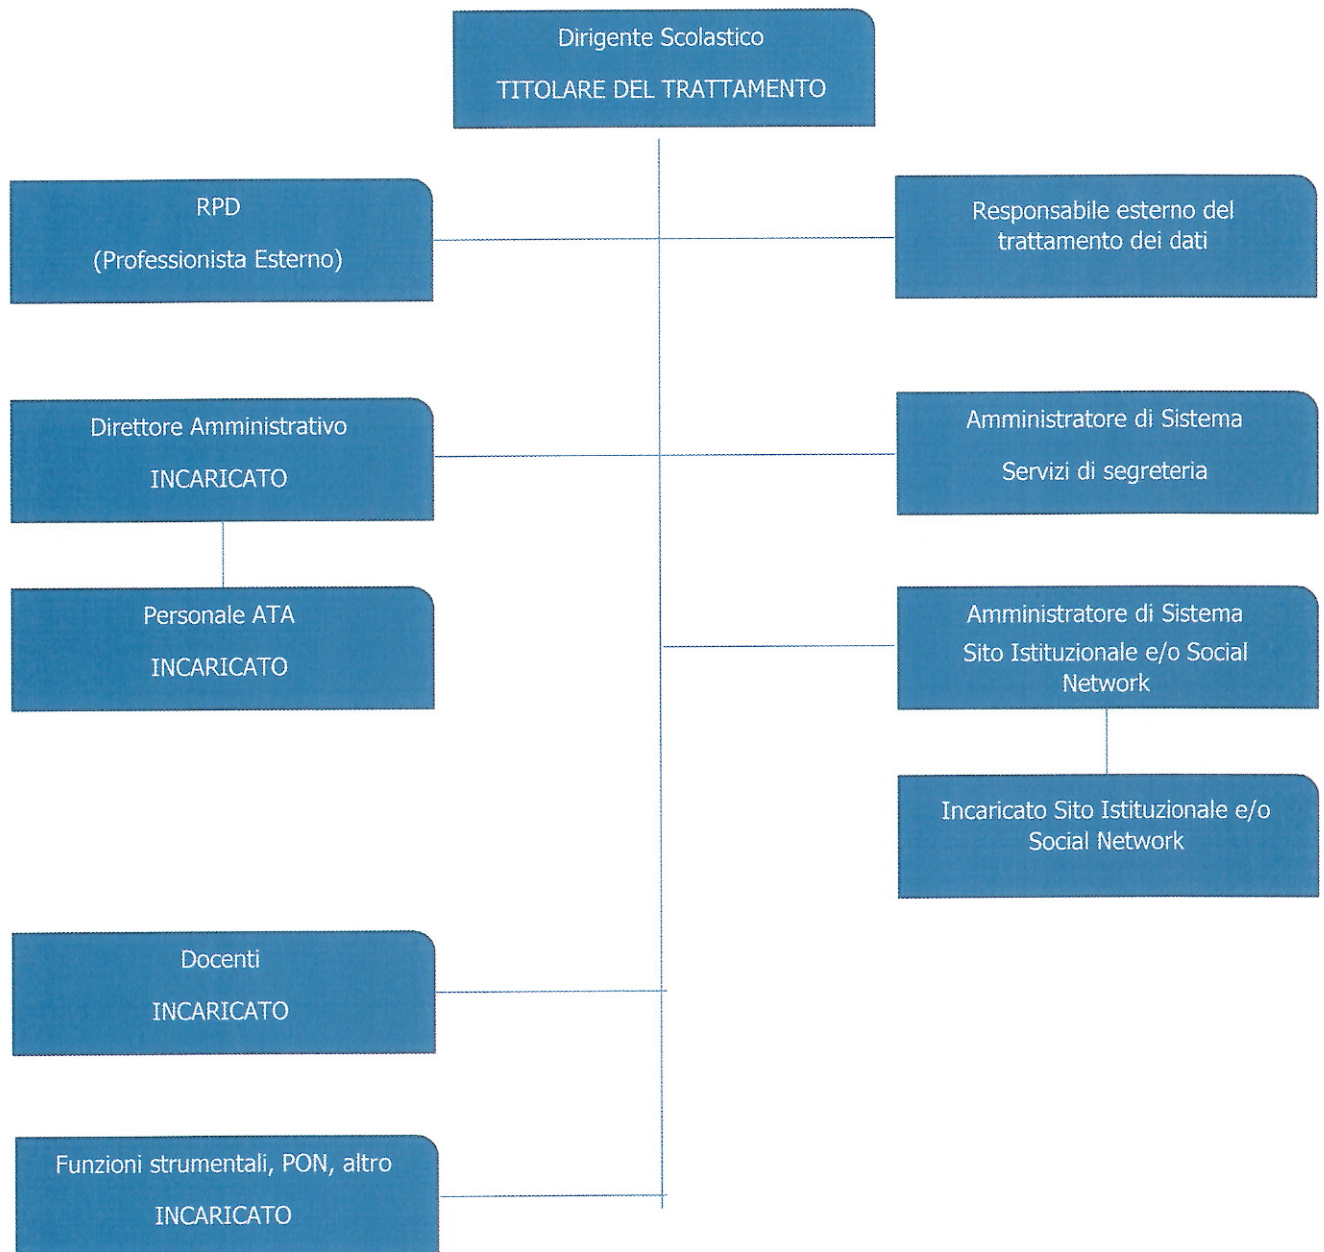 Dirigente Scolastico
TITOLARE DEL TRATTAMENTO
RPD
(Professionista Esterno)
Responsabile esterno del
trattamento dei dati
Direttore Amministrativo
INCARICATO
Amministratore di Sistema
Servizi di segreteria
Personale ATA
INCARICATO
Amministratore di Sistema
Sito Istituzionale e/o Social
Network
Incaricato Sito Istituzionale e/o
Social Network
Docenti
INCARICATO
Funzioni strumentali, PON, altro
INCARICATO